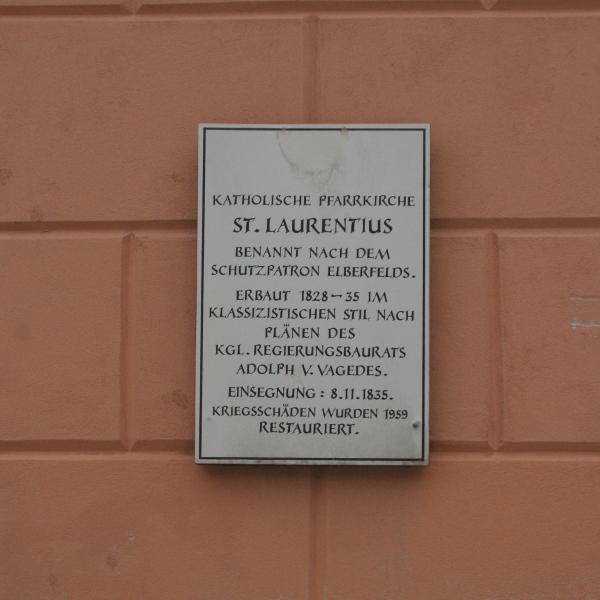 KATHOLISCHE PFARRKIRCHE
ST. LAURENTIUS
BENANNT NACH DEM
SCHUTZPATRON ELBERFELDS.
ERBAUT 1828-35 IM
KLASSIZISTISCHEN STIL NACH
PLÄNEN DES
KGL. REGIERUNGSBAURATS
ADOLPH V. VAGEDES.
EINSEGNUNG: 8.11.1835.
KRIEGSSCHÄDEN WURDEN 1959
RESTAURIERT.